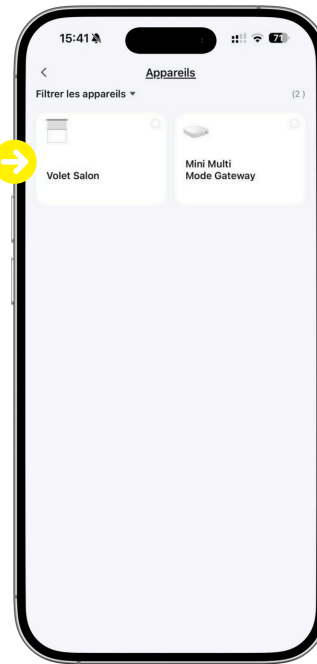 15:41
71
Appareils
Filtrer les appareils
(2)
Volet Salon
Mini Multi
Mode Gateway